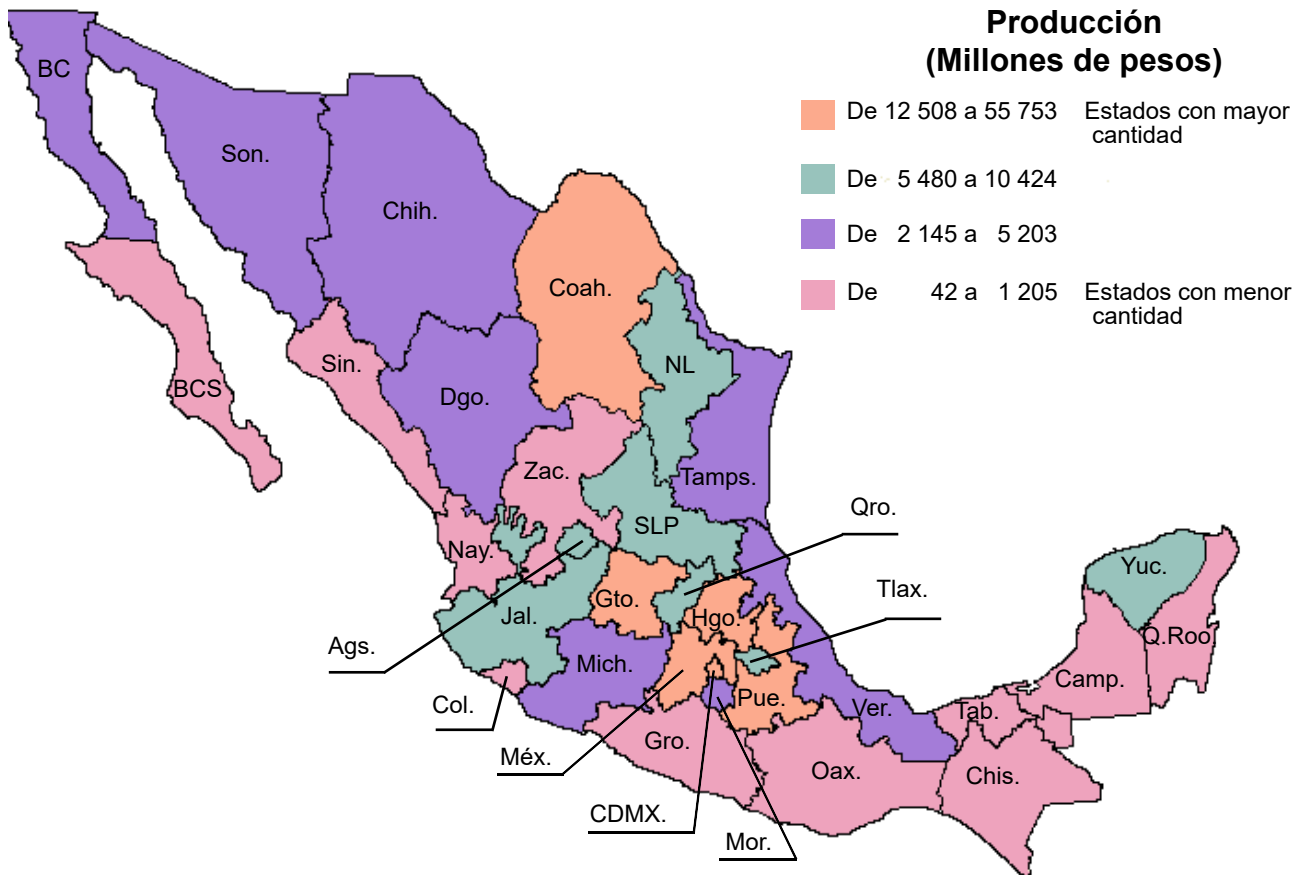 Producción
(Millones de pesos)
De 12 508 a 55 753 Estados con mayor
cantidad
De 5 480 a 10 424
De 2 145 a 5 203
De 42 a 1 205 Estados con menor
cantidad
BC
Son.
Chih.
Coah.
NL
Sin.
BCS
Dgo.
Zac.
Tamps.
SLP
Qro.
Nay.
Yuc.
Tlax.
Gto.
Hgo.
Jal.
Q.Roo
Ags.
Mich.
Camp.
Col.
Pue.
Ver.
Tab.
Gro.
Méx.
Oax.
Chis.
CDMX.
Mor.